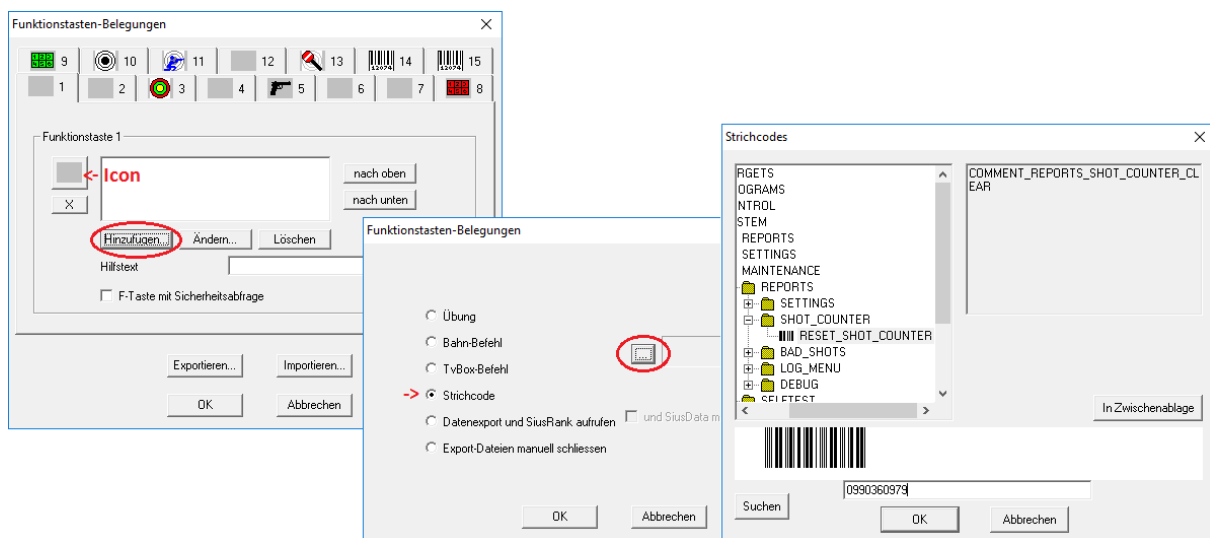 Funktionstasten-Belegungen
9 10 11 12 13 14 15
1 2 3 4 5 6 7 8
Funktionstaste 1
<- Icon
nach oben
X
nach unten
Hinzufügen... Ändern... Löschen
Hilfstext
F-Taste mit Sicherheitsabfrage
Exportieren... Importieren...
OK Abbrechen
Funktionstasten-Belegungen
Übung
Bahn-Befehl
...
TvBox-Befehl
-> Strichcode
Datenexport und SiusRank aufrufen und SiusData m
Export-Dateien manuell schliessen
OK Abbrechen
Strichcodes
RGETS
OGRAMS
NTROL
STEM
REPORTS
SETTINGS
MAINTENANCE
REPORTS
SETTINGS
SHOT_COUNTER
RESET_SHOT_COUNTER
BAD_SHOTS
LOG_MENU
DEBUG
SELFTEST
COMMENT_REPORTS_SHOT_COUNTER_CL
EAR
In Zwischenablage
0990360979
Suchen
OK Abbrechen